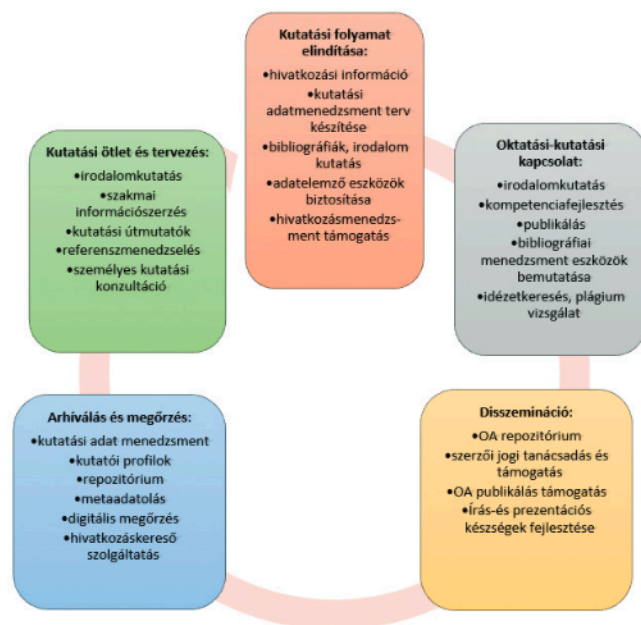 Kutatási folyamat
elindítása:
•hivatkozási információ
•kutatási
adatmenedzsment terv
készítése
•bibliográfiák, irodalom
kutatás
•adatelemző eszközök
biztosítása
•hivatkozásmenedzs-
ment támogatás
Oktatási-kutatási
kapcsolat:
•irodalomkutatás
•kompetenciafejlesztés
•publikálás
•bibliográfiai
menedzsment eszközök
bemutatása
•idézetkeresés, plágium
vizsgálat
Disszemináció:
•OA repozitórium
•szerzői jogi tanácsadás és
támogatás
•OA publikálás támogatás
•Írás-és prezentációs
készségek fejlesztése
Arhíválás és megőrzés:
•kutatási adat menedzsment
•kutatói profilok
•repozitórium
•metaadatolás
•digitális megőrzés
•hivatkozáskereső
szolgáltatás
Kutatási ötlet és tervezés:
•irodalomkutatás
•szakmai
információszerzés
•kutatási útmutatók
•referenszmenedzselés
•személyes kutatási
konzultáció